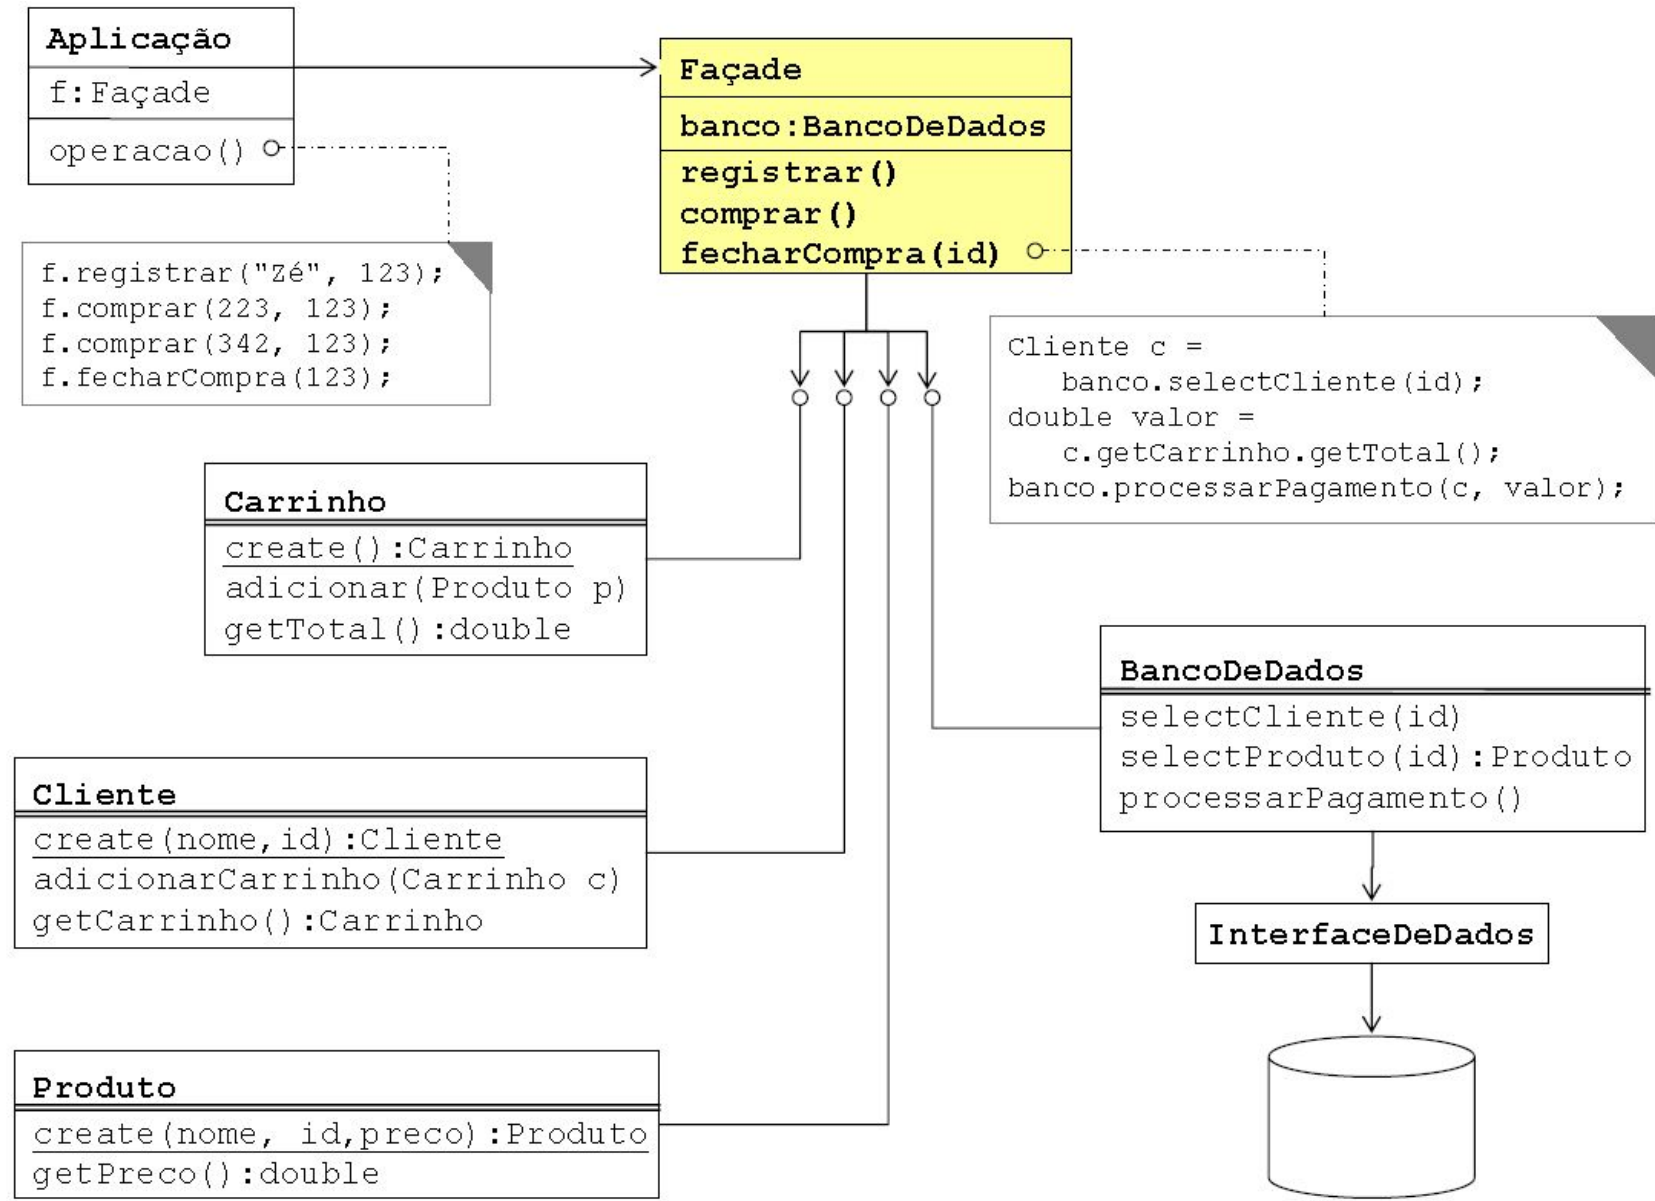 Aplicação
f:Façade
operacao()
f.registrar("Zé", 123);
f.comprar(223, 123);
f.comprar(342, 123);
f.fecharCompra(123);
Façade
banco:BancoDeDados
registrar()
comprar()
fecharCompra(id)
Cliente c =
banco.selectCliente(id);
double valor =
c.getCarrinho.getTotal();
banco.processarPagamento(c, valor);
Carrinho
create():Carrinho
adicionar(Produto p)
getTotal():double
BancoDeDados
selectCliente(id)
selectProduto(id):Produto
processarPagamento()
Cliente
create(nome,id):Cliente
adicionarCarrinho(Carrinho c)
getCarrinho():Carrinho
InterfaceDeDados
Produto
create(nome, id,preco):Produto
getPreco():double